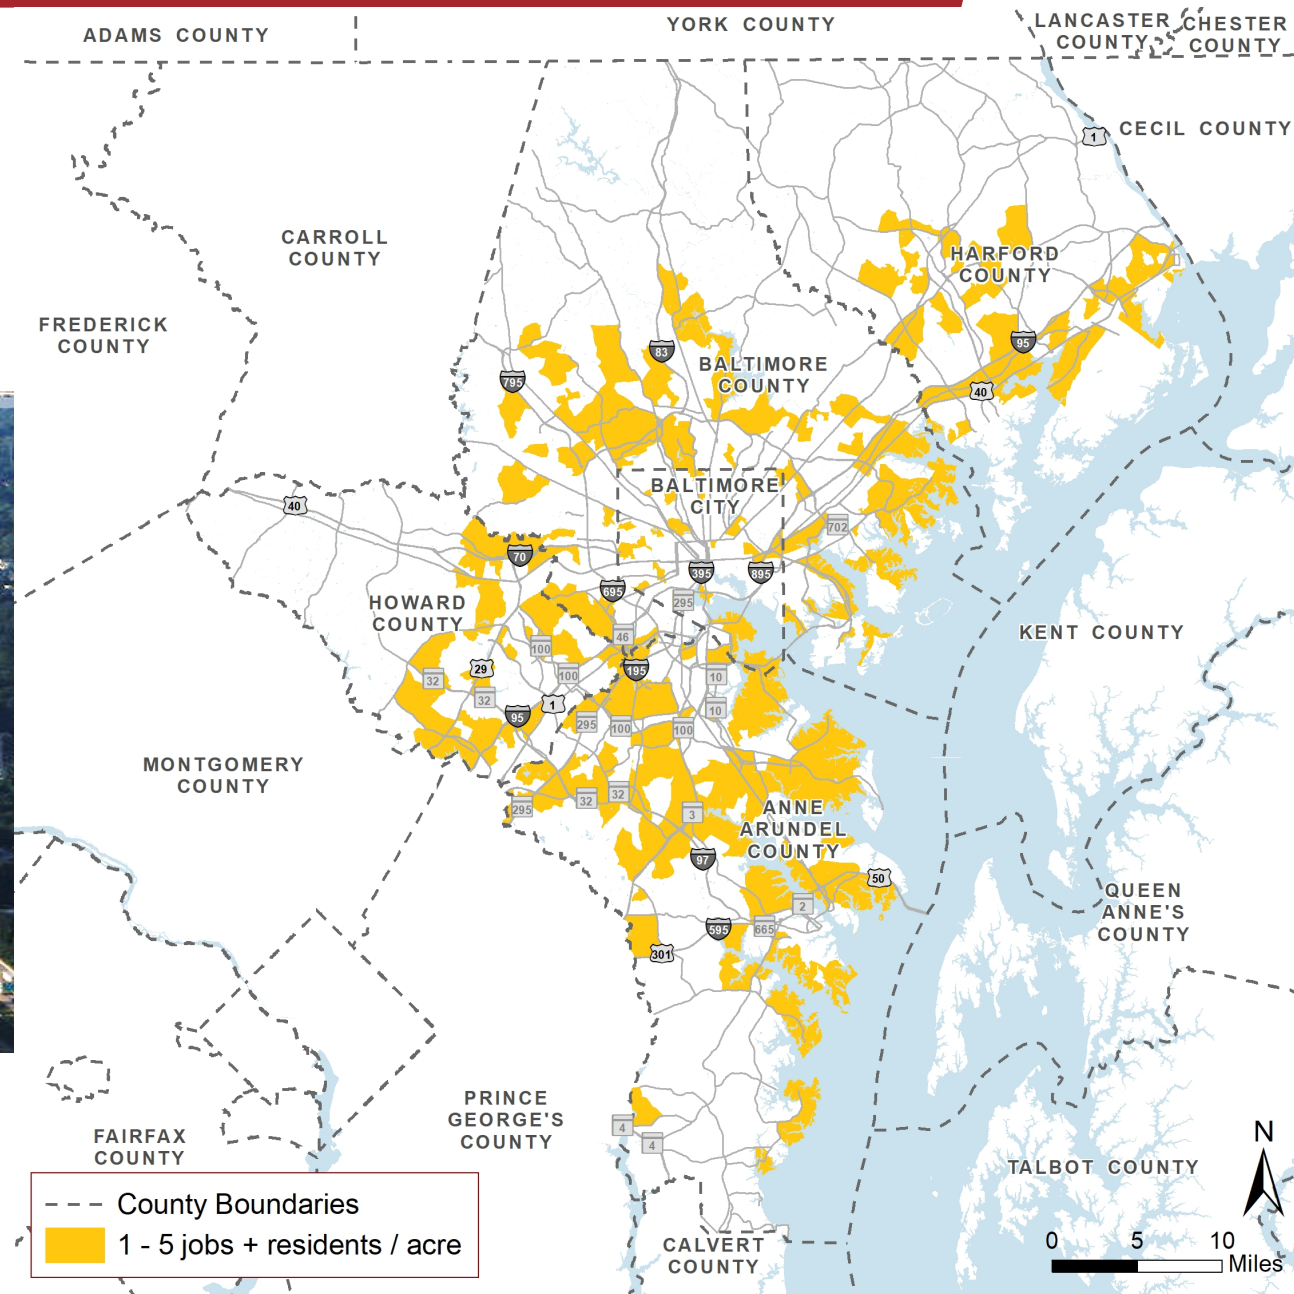 ADAMS COUNTY
YORK COUNTY
LANCASTER
COUNTY
CHESTER
COUNTY
1
CECIL COUNTY
CARROLL
COUNTY
HARFORD
COUNTY
FREDERICK
COUNTY
83
95
BALTIMORE
COUNTY
795
40
BALTIMORE
CITY
40
702
70
395
895
695
295
HOWARD
COUNTY
46
KENT COUNTY
100
29
195
100
32
10
32
1
10
95
295
100
100
MONTGOMERY
COUNTY
32
32
295
3
ANNE
ARUNDEL
COUNTY
97
50
2
QUEEN
ANNE'S
COUNTY
595
665
301
PRINCE
GEORGE'S
COUNTY
4
4
FAIRFAX
COUNTY
N
TALBOT COUNTY
County Boundaries
1 - 5 jobs + residents / acre
CALVERT
COUNTY
0 5 10
Miles